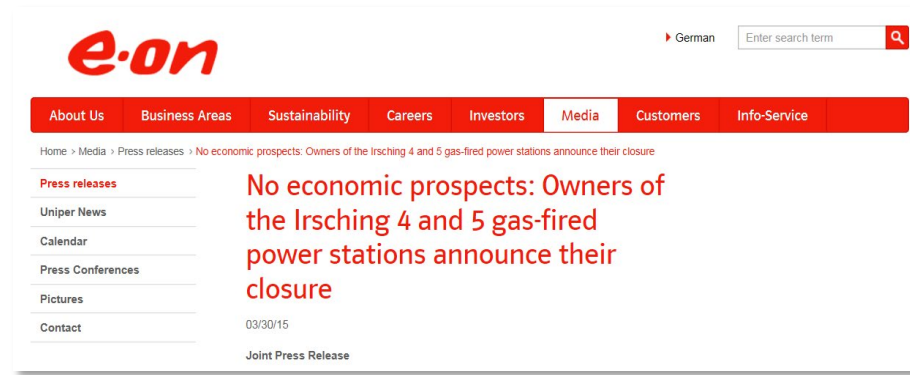 e·on
German
Enter search term
About Us Business Areas Sustainability Careers Investors Media Customers Info-Service
Home > Media > Press releases > No economic prospects: Owners of the Irsching 4 and 5 gas-fired power stations announce their closure
Press releases
Uniper News
Calendar
Press Conferences
Pictures
Contact
No economic prospects: Owners of
the Irsching 4 and 5 gas-fired
power stations announce their
closure
03/30/15
Joint Press Release